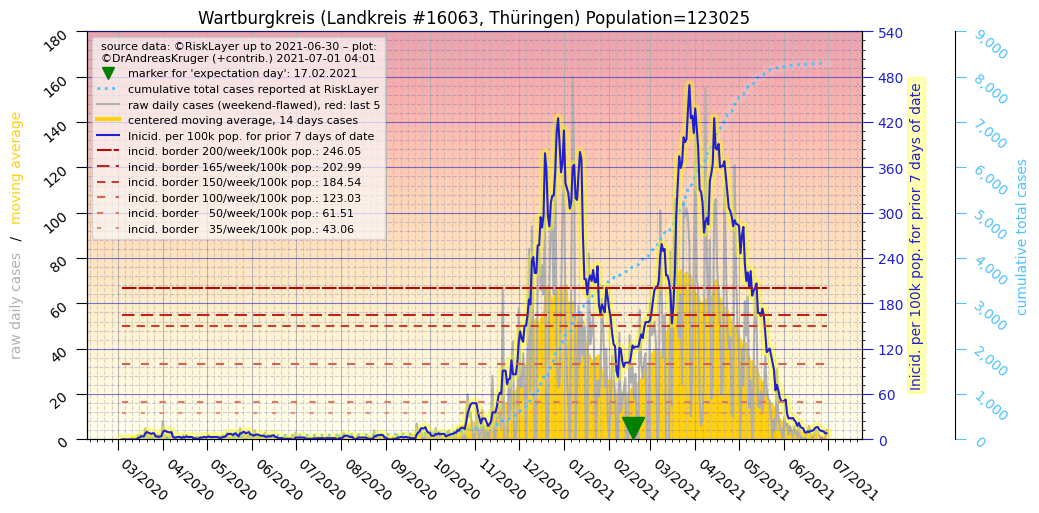 Wartburgkreis (Landkreis #16063, Thüringen) Population=123025
source data: ©RiskLayer up to 2021-06-30 – plot:
©DrAndreasKruger (+contrib.) 2021-07-01 04:01
marker for 'expectation day': 17.02.2021
cumulative total cases reported at RiskLayer
raw daily cases (weekend-flawed), red: last 5
centered moving average, 14 days cases
Inicid. per 100k pop. for prior 7 days of date
incid. border 200/week/100k pop.: 246.05
incid. border 165/week/100k pop.: 202.99
incid. border 150/week/100k pop.: 184.54
incid. border 100/week/100k pop.: 123.03
incid. border 50/week/100k pop.: 61.51
incid. border 35/week/100k pop.: 43.06
raw daily cases / moving average
180
160
140
120
100
80
60
40
20
0
540
480
420
360
300
240
180
120
60
0
Inicid. per 100k pop. for prior 7 days of date
9,000
8,000
7,000
6,000
5,000
4,000
3,000
2,000
1,000
0
cumulative total cases
03/2020
04/2020
05/2020
06/2020
07/2020
08/2020
09/2020
10/2020
11/2020
12/2020
01/2021
02/2021
03/2021
04/2021
05/2021
06/2021
07/2021